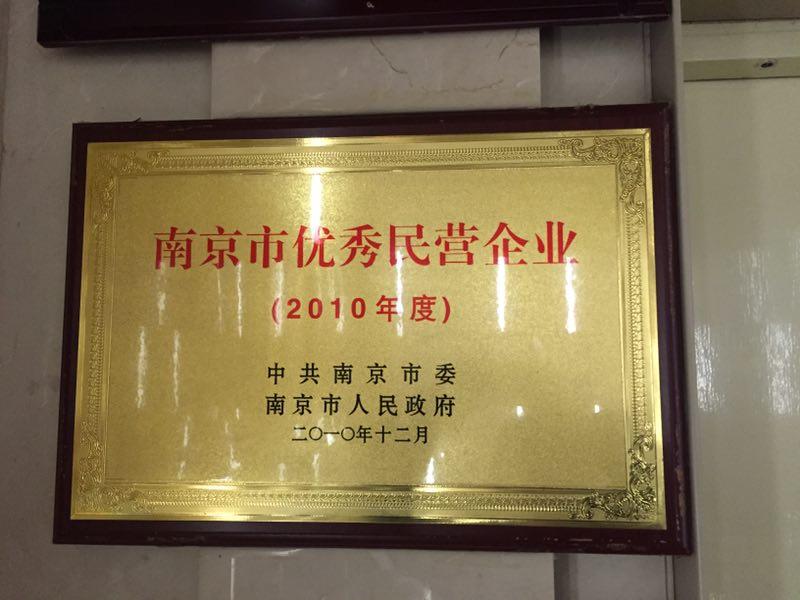 南京市优秀民营企业
(2010年度)
中共南京市委
南京市人民政府
二〇一〇年十二月